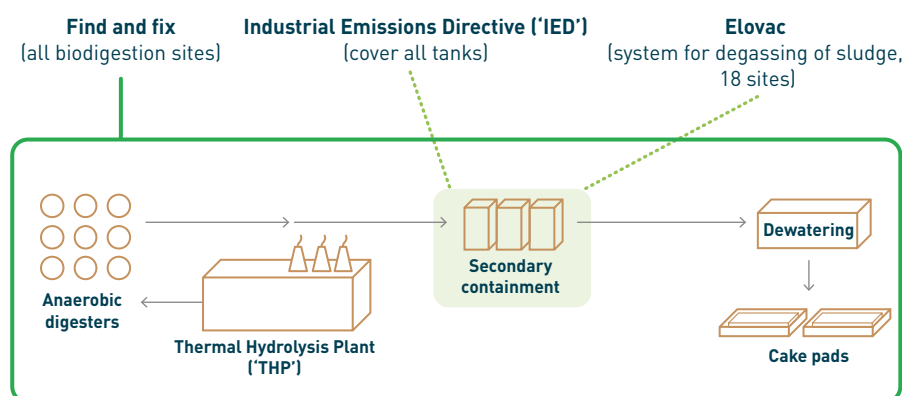 Find and fix
(all biodigestion sites)
Industrial Emissions Directive (‘IED’)
(cover all tanks)
Elovac
(system for degassing of sludge,
18 sites)
Anaerobic
digesters
Thermal Hydrolysis Plant
(‘THP’)
Secondary
containment
Dewatering
Cake pads